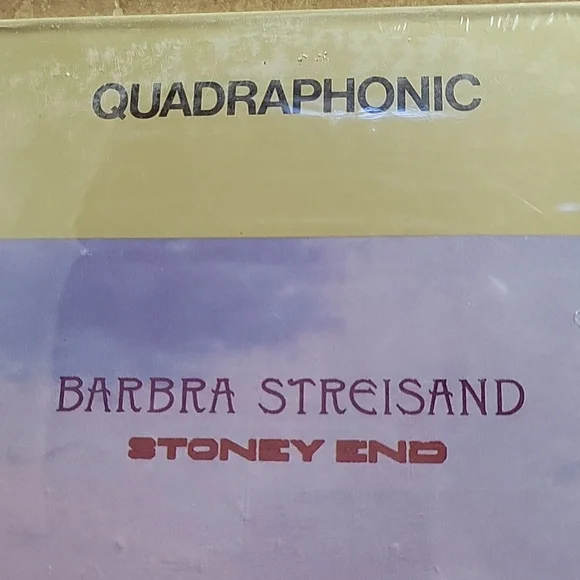 QUADRAPHONIC
BARBRA STREISAND
STONEY END